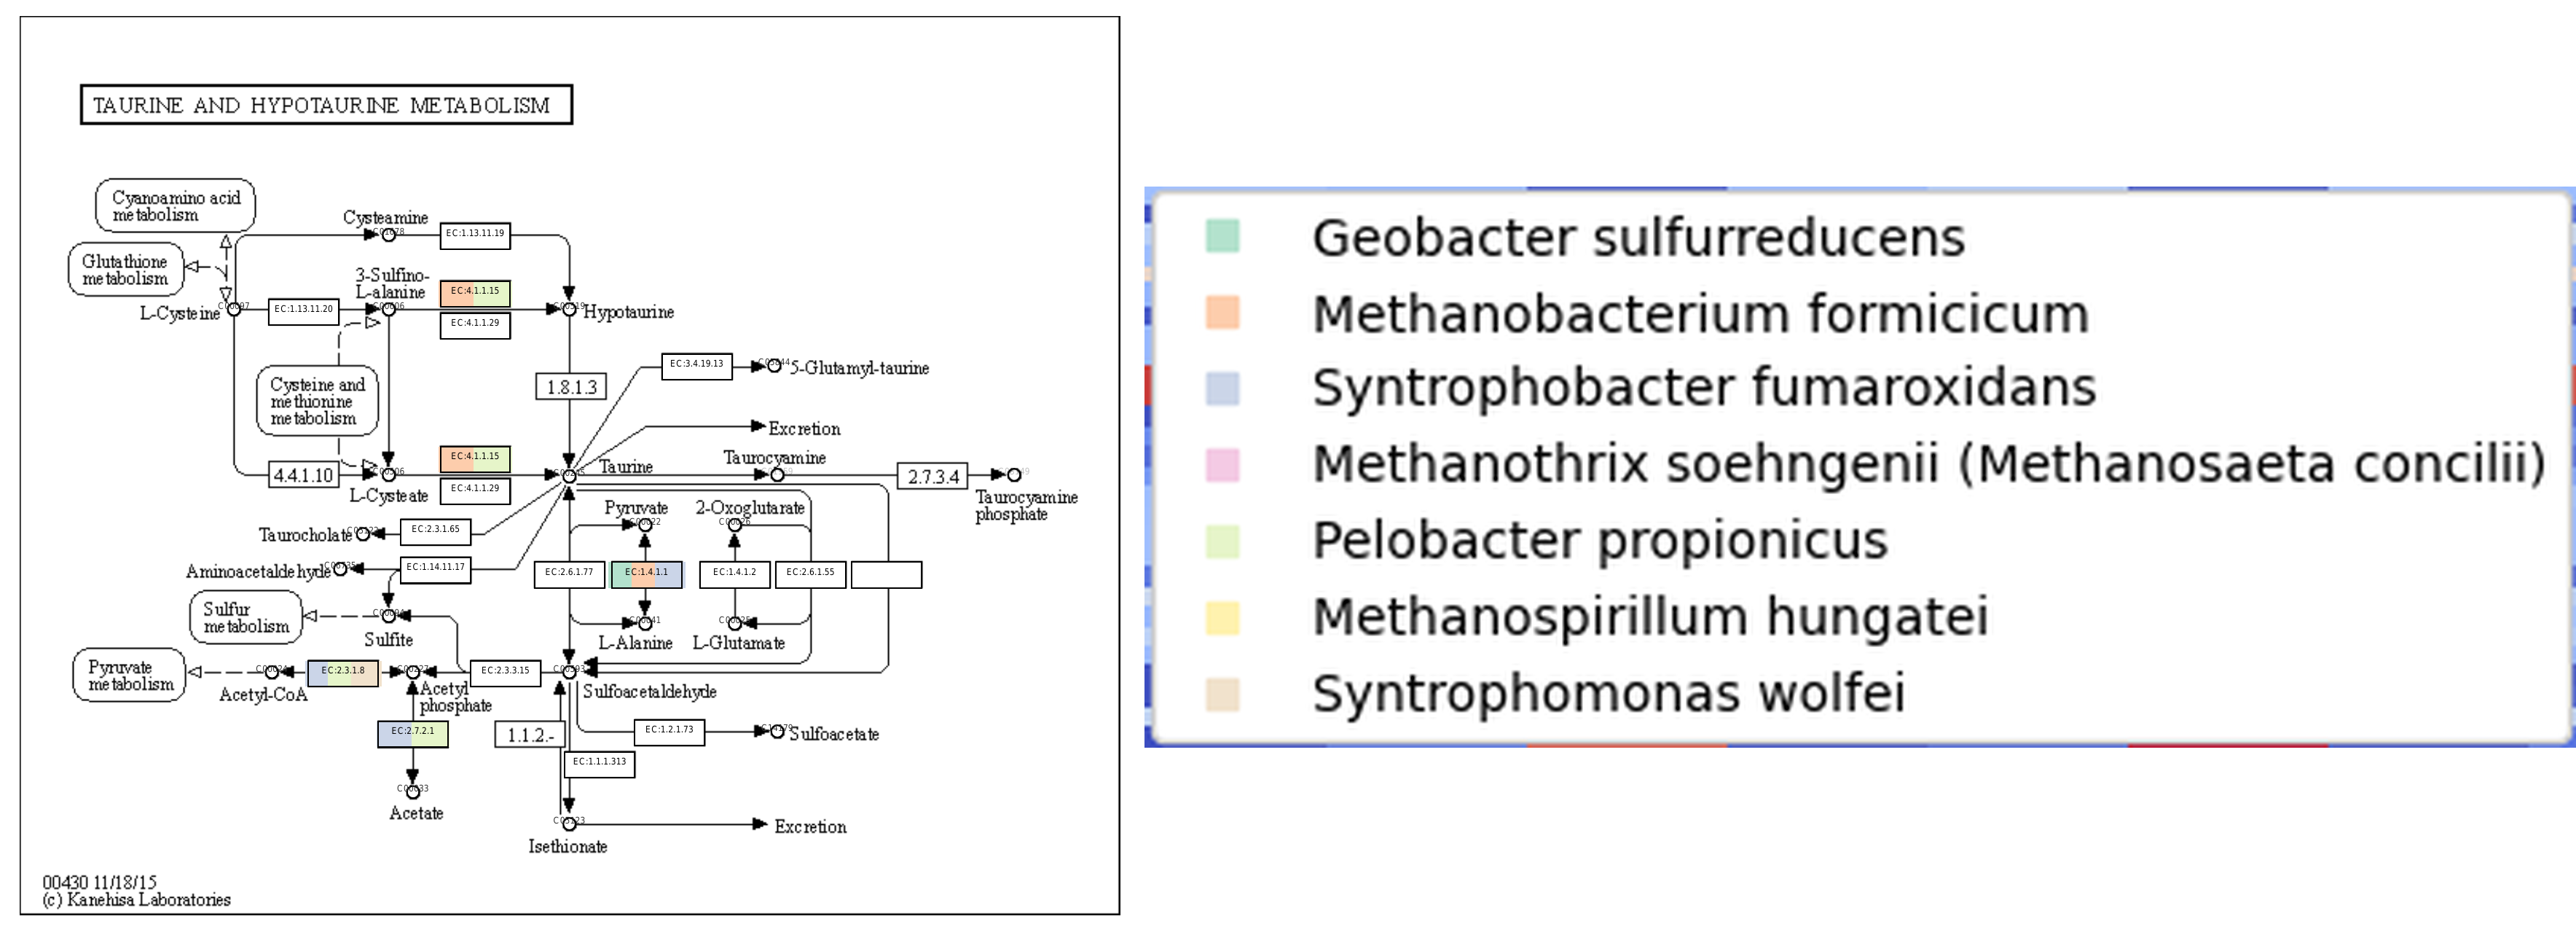 TAURINE AND HYPOTAURINE METABOLISM
Cyanoamino acid
metabolism
Cysteamine
EC:1.13.11.19
Glutathione
metabolism
3-Sulfino-
L-alanine
EC:4.1.1.15
L-Cysteine
EC:1.13.11.20
Hypotaurine
EC:4.1.1.29
Cysteine and
methionine
metabolism
1.8.1.3
EC:3.4.19.13
5-Glutamyl-taurine
Excretion
EC:4.1.1.15
Taurine
Taurocyamine
4.4.1.10
2.7.3.4
L-Cysteate
EC:4.1.1.29
Taurocyamine
phosphate
Pyruvate
2-Oxoglutarate
Taurocholate
EC:2.3.1.65
Aminoacetaldehyde
EC:1.14.11.17
EC:2.6.1.77
EC:1.4.1.1
EC:1.4.1.2
EC:2.6.1.55
Sulfur
metabolism
Sulfite
L-Alanine
L-Glutamate
Pyruvate
metabolism
EC:2.3.1.8
EC:2.3.3.15
Acetyl-CoA
Acetyl
phosphate
Sulfoacetaldehyde
EC:2.7.2.1
1.1.2.-
EC:1.2.1.73
Sulfoacetate
EC:1.1.1.313
Acetate
Excretion
Isethionate
00430 11/18/15
(c) Kanehisa Laboratories
Geobacter sulfurreducens
Methanobacterium formicicum
Syntrophobacter fumaroxidans
Methanothrix soehngenii (Methanosaeta concilii)
Pelobacter propionicus
Methanospirillum hungatei
Syntrophomonas wolfei